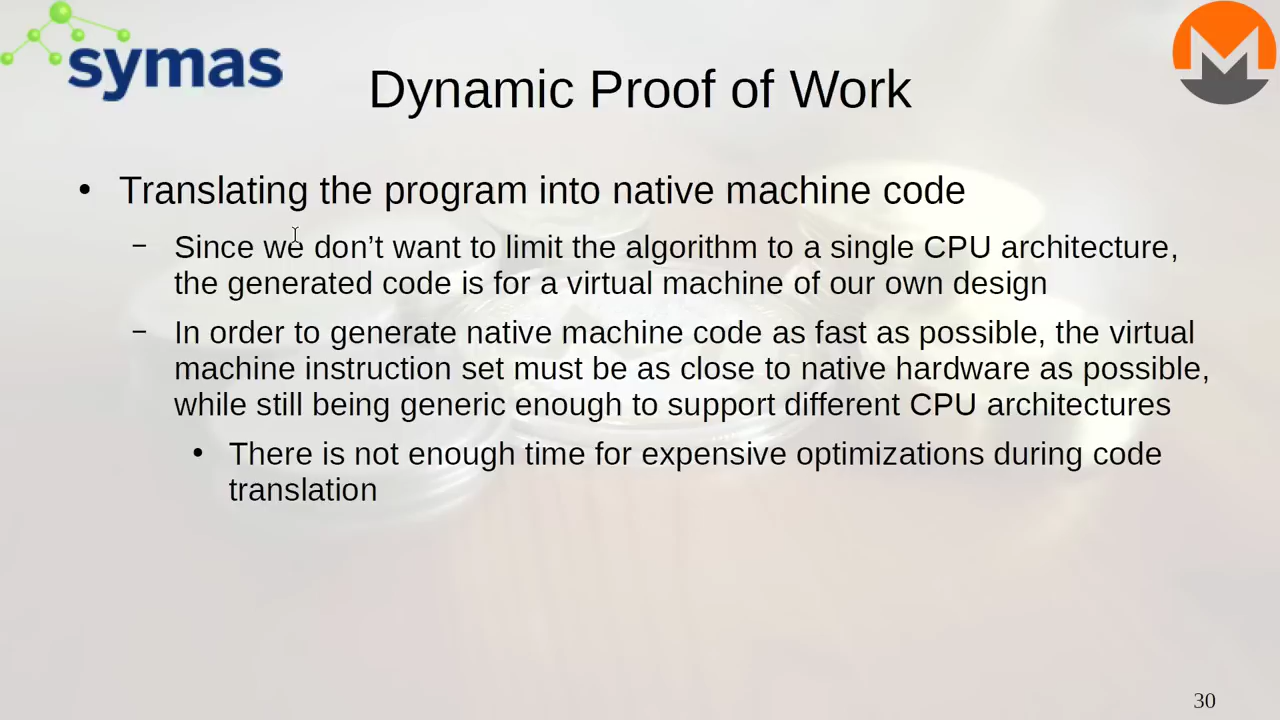 symas
Dynamic Proof of Work
• Translating the program into native machine code
– Since we don’t want to limit the algorithm to a single CPU architecture,
the generated code is for a virtual machine of our own design
– In order to generate native machine code as fast as possible, the virtual
machine instruction set must be as close to native hardware as possible,
while still being generic enough to support different CPU architectures
• There is not enough time for expensive optimizations during code
translation
30